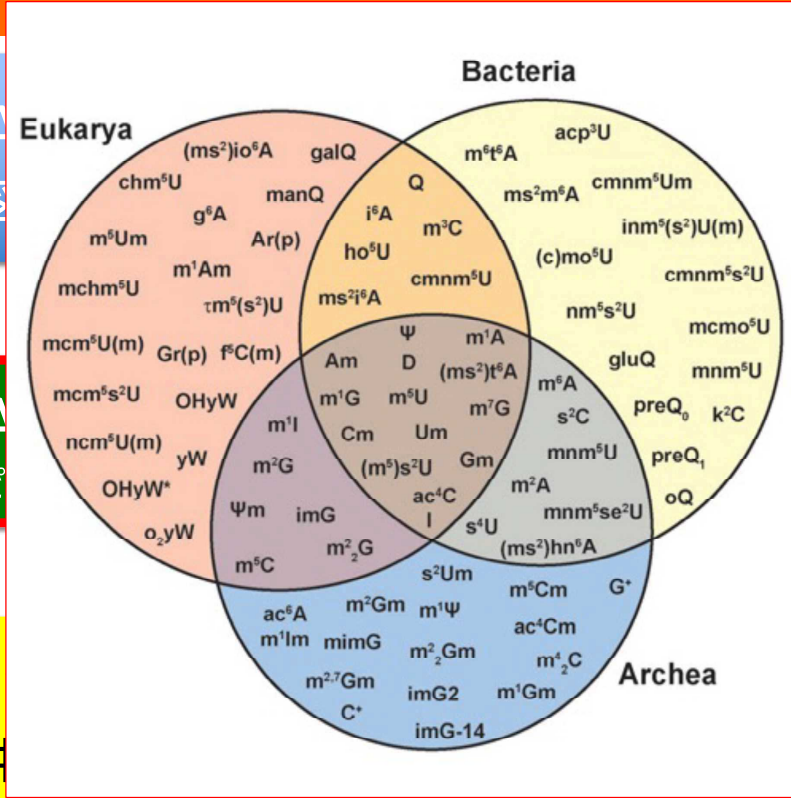 Bacteria
Eukarya
(ms²)io⁶A
galQ
chm⁵U
manQ
g⁶A
m⁵Um
Ar(p)
m¹Am
mchm⁵U
τm⁵(s²)U
mcm⁵U(m)
Gr(p)
f⁵C(m)
mcm⁵s²U
OHyW
ncm⁵U(m)
yW
OHyW*
o₂yW
Q
i⁶A
m³C
ho⁵U
cmnm⁵U
ms²i⁶A
acp³U
m⁶t⁶A
ms²m⁶A
cmnm⁵Um
inm⁵(s²)U(m)
(c)mo⁵U
cmnm⁵s²U
nm⁵s²U
mcmo⁵U
gluQ
mnm⁵U
preQ₀
k²C
preQ₁
oQ
Ψ
m¹A
Am
D
(ms²)t⁶A
m¹G
m⁵U
m⁷G
Cm
Um
(m⁵)s²U
Gm
ac⁴C
I
m¹I
m²G
Ψm
imG
m²₂G
m⁵C
m⁶A
s²C
mnm⁵U
m²A
mnm⁵se²U
s⁴U
(ms²)hn⁶A
s²Um
m⁵Cm
G⁺
ac⁶A
m²Gm
m¹Ψ
m¹Im
mimG
ac⁴Cm
m²₂Gm
m⁴₂C
m²,⁷Gm
imG2
m¹Gm
C⁺
imG-14
Archea